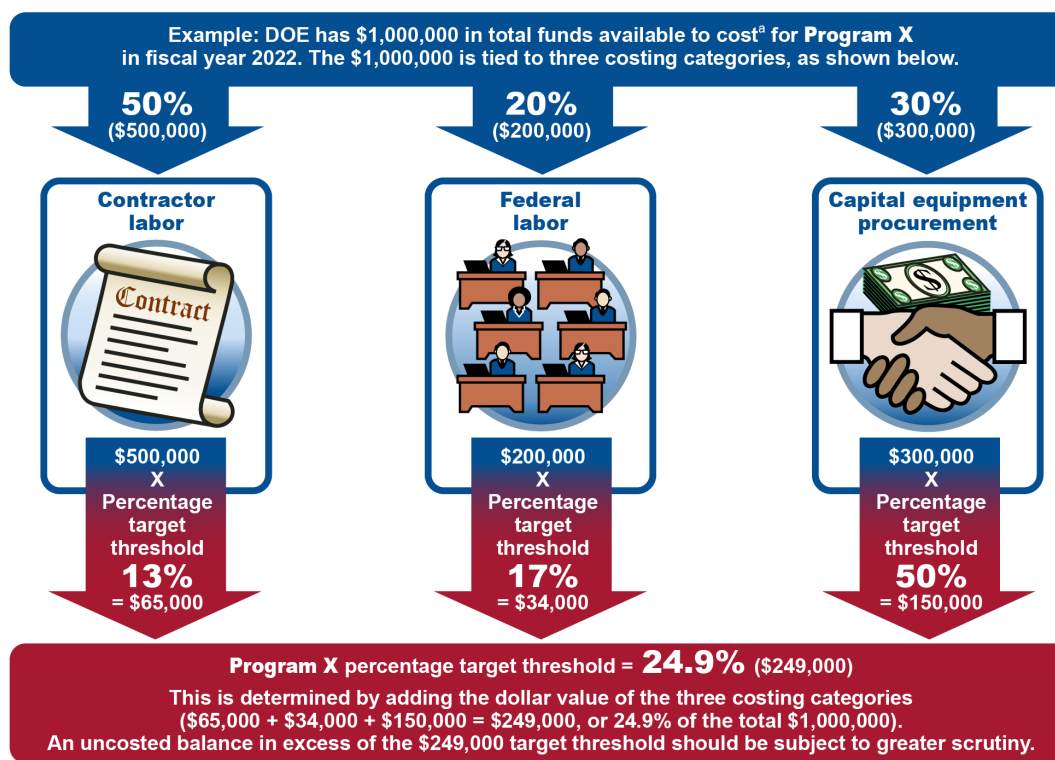 Example: DOE has $1,000,000 in total funds available to costa for Program X
in fiscal year 2022. The $1,000,000 is tied to three costing categories, as shown below.
50%
($500,000)
20%
($200,000)
30%
($300,000)
Contractor
labor
Federal
labor
Capital equipment
procurement
Contract
$ $ $ $ $
$500,000
X
Percentage
target
threshold
13%
= $65,000
$200,000
X
Percentage
target
threshold
17%
= $34,000
$300,000
X
Percentage
target
threshold
50%
= $150,000
Program X percentage target threshold = 24.9% ($249,000)
This is determined by adding the dollar value of the three costing categories
($65,000 + $34,000 + $150,000 = $249,000, or 24.9% of the total $1,000,000).
An uncosted balance in excess of the $249,000 target threshold should be subject to greater scrutiny.